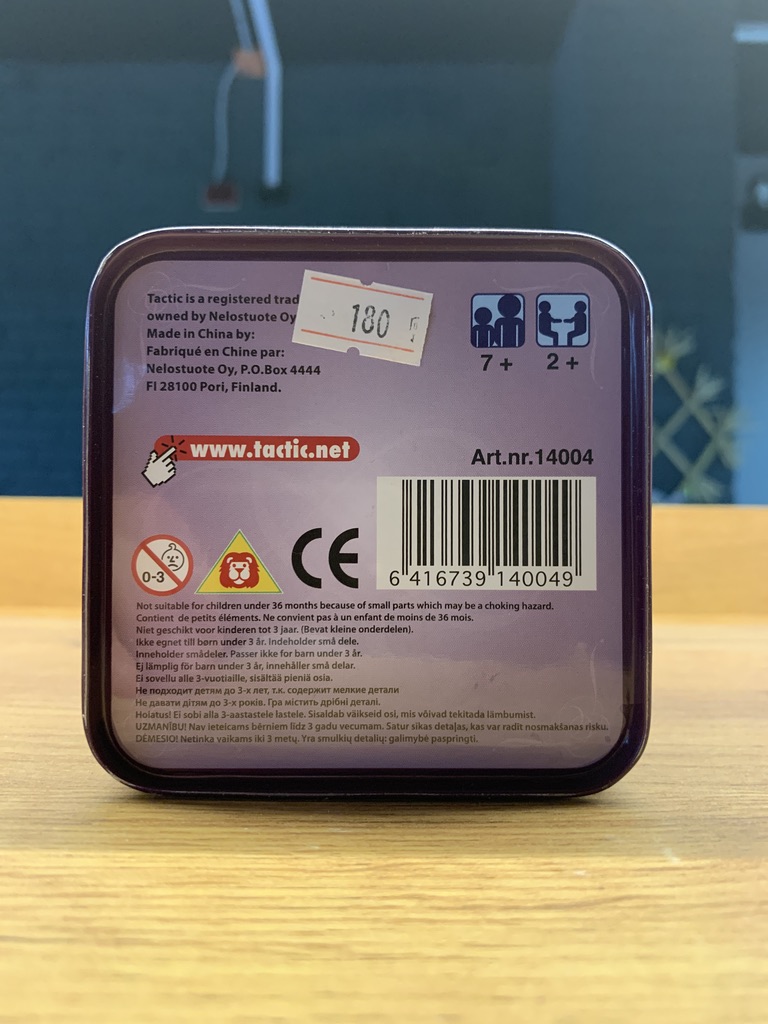 Tactic is a registered trad
owned by Nelostuote Oy
Made in China by:
Fabriqué en Chine par:
Nelostuote Oy, P.O.Box 4444
FI 28100 Pori, Finland.
180
7 +
2 +
www.tactic.net
Art.nr.14004
0-3
CE
6 416739 140049
Not suitable for children under 36 months because of small parts which may be a choking hazard.
Contient de petits éléments. Ne convient pas à un enfant de moins de 36 mois.
Niet geschikt voor kinderen tot 3 jaar. (Bevat kleine onderdelen).
Ikke egnet till børn under 3 år. Indeholder små dele.
Inneholder smådeler. Passer ikke for barn under 3 år.
Ej lämplig för barn under 3 år, innehåller små delar.
Ei sovellu alle 3-vuotiaille, sisältää pieniä osia.
Не подходит детям до 3-х лет, т.к. содержит мелкие детали
Не давати дітям до 3-х років. Гра містить дрібні деталі.
Hoiatus! Ei sobi alla 3-aastastele lastele. Sisaldab väikseid osi, mis võivad tekitada lämbumist.
UZMANĪBU! Nav ieteicams bērniem līdz 3 gadu vecumam. Satur sīkas detaļas, kas var radīt nosmakšanas risku.
DĖMESIO! Netinka vaikams iki 3 metų. Yra smulkių detalių: galimybė paspringti.